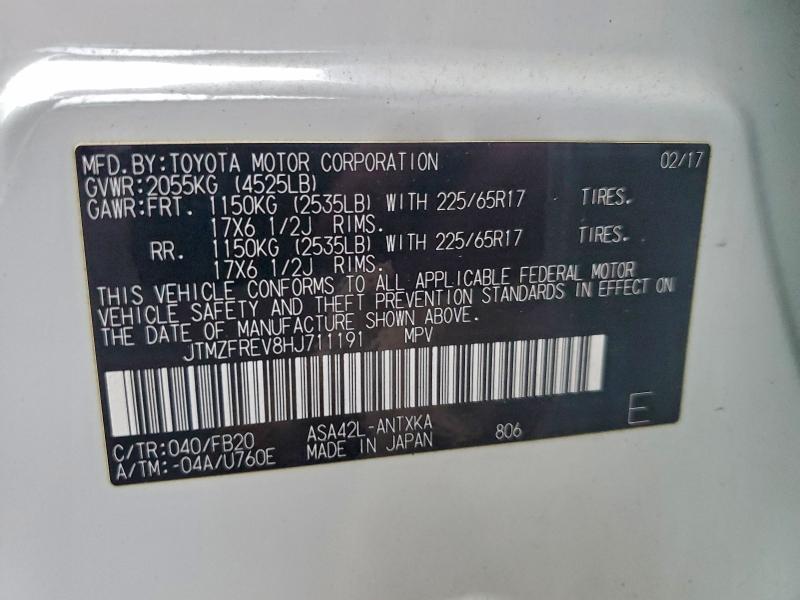 MFD.BY:TOYOTA MOTOR CORPORATION 02/17
GVWR:2055KG (4525LB)
GAWR:FRT. 1150KG (2535LB) WITH 225/65R17 TIRES.
17X6 1/2J RIMS.
RR. 1150KG (2535LB) WITH 225/65R17 TIRES.
17X6 1/2J RIMS.
THIS VEHICLE CONFORMS TO ALL APPLICABLE FEDERAL MOTOR
VEHICLE SAFETY AND THEFT PREVENTION STANDARDS IN EFFECT ON
THE DATE OF MANUFACTURE SHOWN ABOVE.
JTMZFREV8HJ711191 MPV
E
C/TR:040/FB20 ASA42L-ANTXKA 806
A/TM:-04A/U760E MADE IN JAPAN